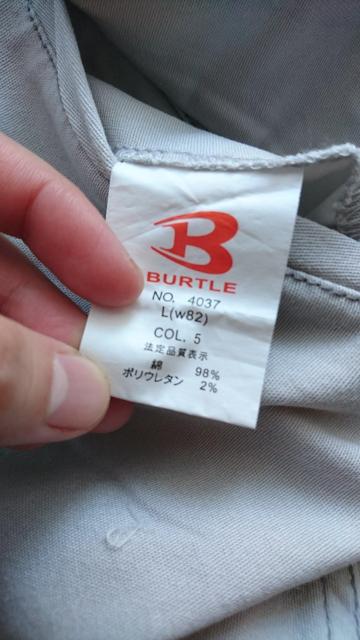 BURTLE
NO. 4037
L(w82)
COL. 5
法定品質表示
綿 98%
ポリウレタン 2%